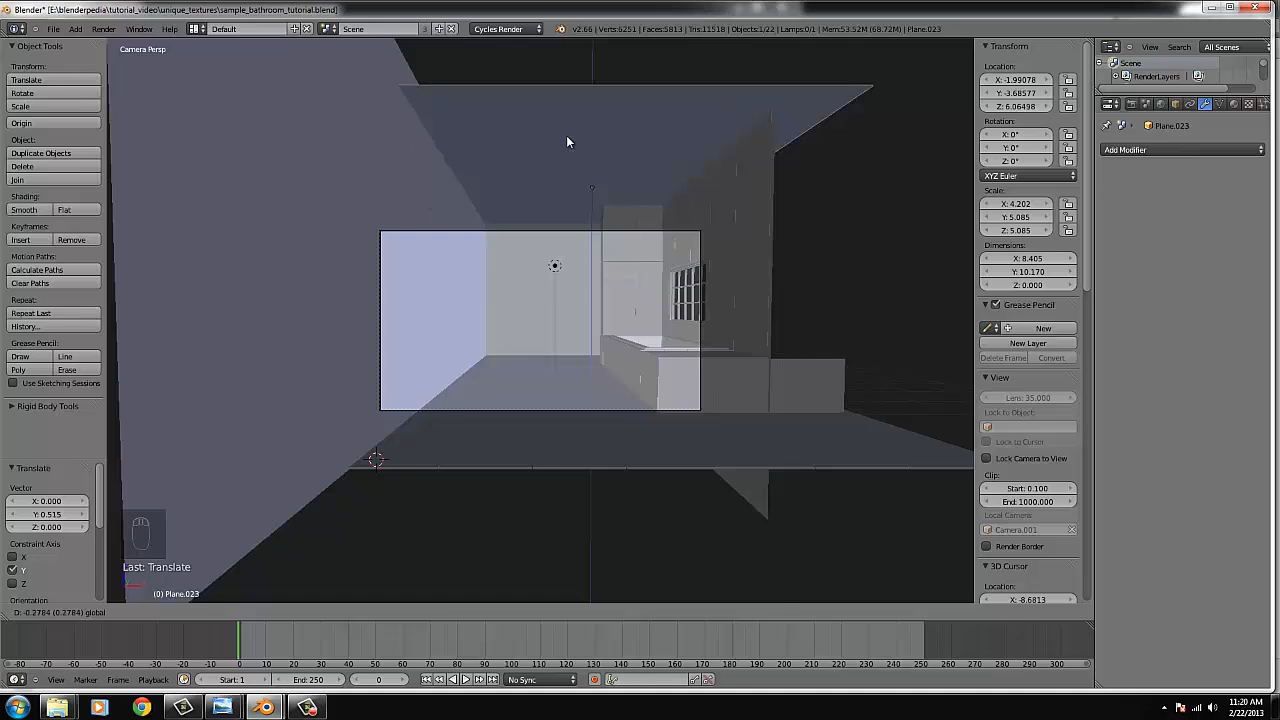 Blender* [E:\blenderpedia\tutorial_video\unique_textures\sample_bathroom_tutorial.blend]
File Add Render Window Help Default Scene 3 Cycles Render v2.66 | Verts:6251 | Faces:5813 | Tris:11518 | Objects:1/22 | Lamps:0/1 | Mem:53.52M (68.72M) | Plane.023
Object Tools
Transform:
Translate
Rotate
Scale
Origin
Object:
Duplicate Objects
Delete
Join
Shading:
Smooth Flat
Keyframes:
Insert Remove
Motion Paths:
Calculate Paths
Clear Paths
Repeat:
Repeat Last
History...
Grease Pencil:
Draw Line
Poly Erase
Use Sketching Sessions
Rigid Body Tools
Translate
Vector
X: 0.000
Y: 0.515
Z: 0.000
Constraint Axis
X
Y
Z
Orientation
Camera Persp
Last: Translate
(0) Plane.023
D: -0.2784 (0.2784) global
Transform
Location:
X: -1.99078
Y: -3.68577
Z: 6.06498
Rotation:
X: 0°
Y: 0°
Z: 0°
XYZ Euler
Scale:
X: 4.202
Y: 5.085
Z: 5.085
Dimensions:
X: 8.405
Y: 10.170
Z: 0.000
Grease Pencil
New
New Layer
Delete Frame Convert
View
Lens: 35.000
Lock to Object:
Lock to Cursor
Lock Camera to View
Clip:
Start: 0.100
End: 1000.000
Local Camera:
Camera.001
Render Border
3D Cursor
Location:
X: -8.6813
View Search All Scenes
Scene
RenderLayers
Plane.023
Add Modifier
-80 -70 -60 -50 -40 -30 -20 -10 0 10 20 30 40 50 60 70 80 90 100 110 120 130 140 150 160 170 180 190 200 210 220 230 240 250 260 270 280 290 300
View Marker Frame Playback Start: 1 End: 250 0 No Sync
11:20 AM
2/22/2013